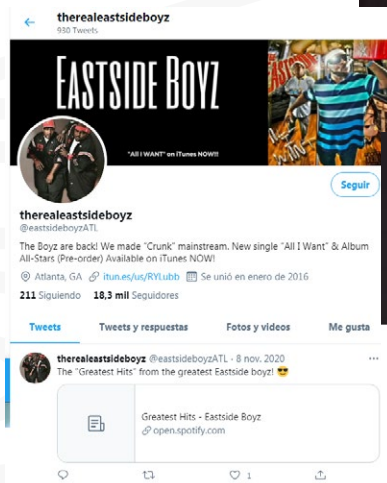 therealeastsideboyz
930 Tweets
EASTSIDE BOYZ
"All I WANT" on iTunes NOW!!!
Seguir
therealeastsideboyz
@eastsideboyzATL
The Boyz are back! We made "Crunk" mainstream. New single "All I Want" & Album
All-Stars (Pre-order) Available on iTunes NOW!
Atlanta, GA itun.es/us/RYLubb Se unió en enero de 2016
211 Siguiendo 18,3 mil Seguidores
Tweets Tweets y respuestas Fotos y videos Me gusta
therealeastsideboyz @eastsideboyzATL · 8 nov. 2020
The "Greatest Hits" from the greatest Eastside boyz! 😎
Greatest Hits - Eastside Boyz
open.spotify.com
1